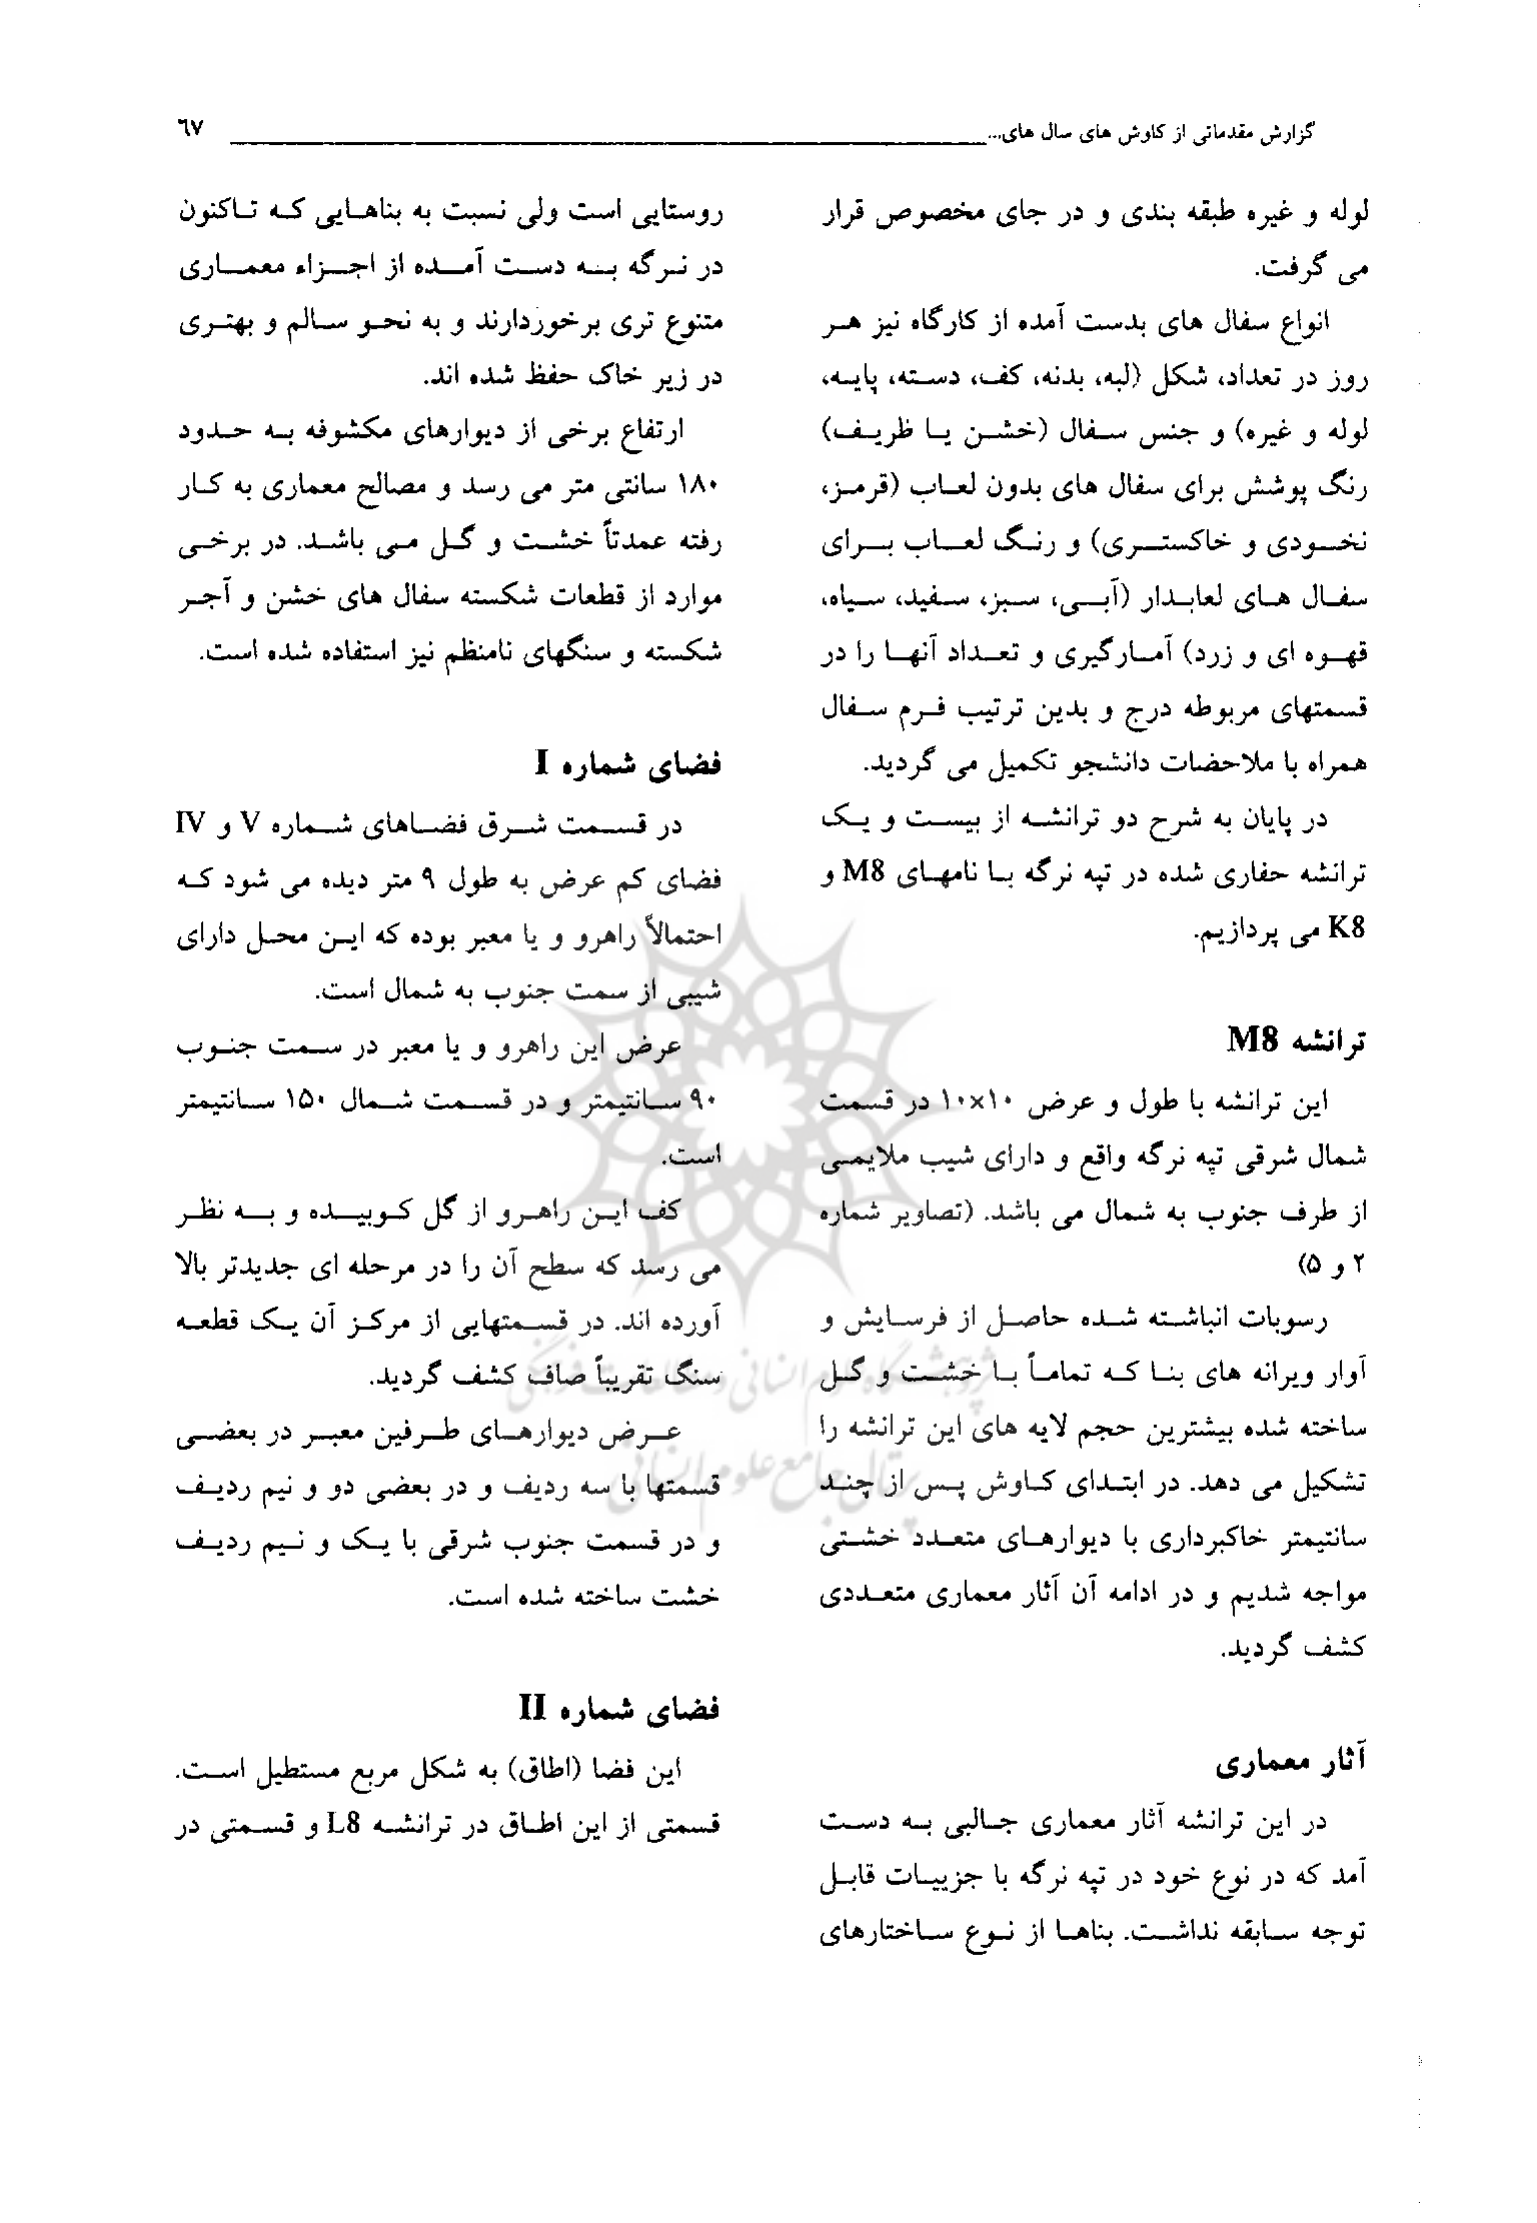 گزارش مقدماتی از کاوش های سال های...
٦٧
لوله و غیره طبقه بندی و در جای مخصوص قرار
می گرفت.
انواع سفال های بدست آمده از کارگاه نیز هر
روز در تعداد، شکل (لبه، بدنه، کف، دسته، پایه،
لوله و غیره) و جنس سفال (خشن یا ظریف)
رنگ پوشش برای سفال های بدون لعاب (قرمز،
نخودی و خاکستری) و رنگ لعاب برای
سفال های لعابدار (آبی، سبز، سفید، سیاه،
قهوه ای و زرد) آمارگیری و تعداد آنها را در
قسمتهای مربوطه درج و بدین ترتیب فرم سفال
همراه با ملاحضات دانشجو تکمیل می گردید.
در پایان به شرح دو ترانشه از بیست و یک
ترانشه حفاری شده در تپه نرگه با نامهای M8 و
K8 می پردازیم.
ترانشه M8
این ترانشه با طول و عرض ۱۰×۱۰ در قسمت
شمال شرقی تپه نرگه واقع و دارای شیب ملایمی
از طرف جنوب به شمال می باشد. (تصاویر شماره
۲ و ۵)
رسوبات انباشته شده حاصل از فرسایش و
آوار ویرانه های بنا که تماماً با خشت و گل
ساخته شده بیشترین حجم لایه های این ترانشه را
تشکیل می دهد. در ابتدای کاوش پس از چند
سانتیمتر خاکبرداری با دیوارهای متعدد خشتی
مواجه شدیم و در ادامه آن آثار معماری متعددی
کشف گردید.
آثار معماری
در این ترانشه آثار معماری جالبی به دست
آمد که در نوع خود در تپه نرگه با جزییات قابل
توجه سابقه نداشت. بناها از نوع ساختارهای
روستایی است ولی نسبت به بناهایی که تاکنون
در نرگه به دست آمده از اجزاء معماری
متنوع تری برخوردارند و به نحو سالم و بهتری
در زیر خاک حفظ شده اند.
ارتفاع برخی از دیوارهای مکشوفه به حدود
۱۸۰ سانتی متر می رسد و مصالح معماری به کار
رفته عمدتاً خشت و گل می باشد. در برخی
موارد از قطعات شکسته سفال های خشن و آجر
شکسته و سنگهای نامنظم نیز استفاده شده است.
فضای شماره I
در قسمت شرق فضاهای شماره V و IV
فضای کم عرض به طول ۹ متر دیده می شود که
احتمالاً راهرو و یا معبر بوده که این محل دارای
شیبی از سمت جنوب به شمال است.
عرض این راهرو و یا معبر در سمت جنوب
۹۰ سانتیمتر و در قسمت شمال ۱۵۰ سانتیمتر
است.
کف این راهرو از گل کوبیده و به نظر
می رسد که سطح آن را در مرحله ای جدیدتر بالا
آورده اند. در قسمتهایی از مرکز آن یک قطعه
سنگ تقریباً صاف کشف گردید.
عرض دیوارهای طرفین معبر در بعضی
قسمتها با سه ردیف و در بعضی دو و نیم ردیف
و در قسمت جنوب شرقی با یک و نیم ردیف
خشت ساخته شده است.
فضای شماره II
این فضا (اطاق) به شکل مربع مستطیل است.
قسمتی از این اطاق در ترانشه L8 و قسمتی در
پژوهشگاه علوم انسانی و مطالعات فرهنگی
پرتال جامع علوم انسانی